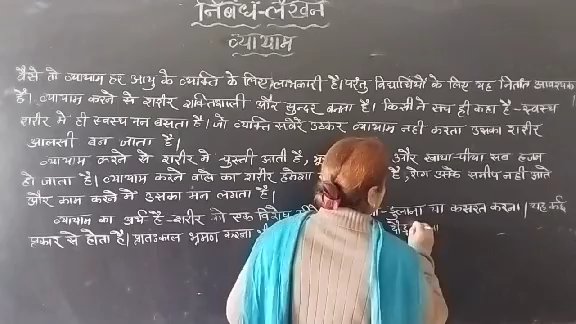 निबंध-लेखन
व्यायाम
वैसे तो व्यायाम हर आयु के व्यक्ति के लिए लाभकारी है। परंतु विद्यार्थियों के लिए यह नितांत आवश्यक
है। व्यायाम करने से शरीर शक्तिशाली और सुन्दर बनता है। किसी ने सच ही कहा है - स्वस्थ
शरीर में ही स्वस्थ मन बसता है। जो व्यक्ति सवेरे उठकर व्यायाम नहीं करता उसका शरीर
आलसी बन जाता है।
व्यायाम करने से शरीर में चुस्ती आती है, और खाया-पीया सब हजम
हो जाता है। व्यायाम करने वाले का शरीर हमेशा है, रोग उसके समीप नहीं आते
और काम करने में उसका मन लगता है।
व्यायाम का अर्थ है - शरीर को एक विशेष डुलाना या कसरत करना। यह कई
प्रकार से होता है। प्रातःकाल भ्रमण करना